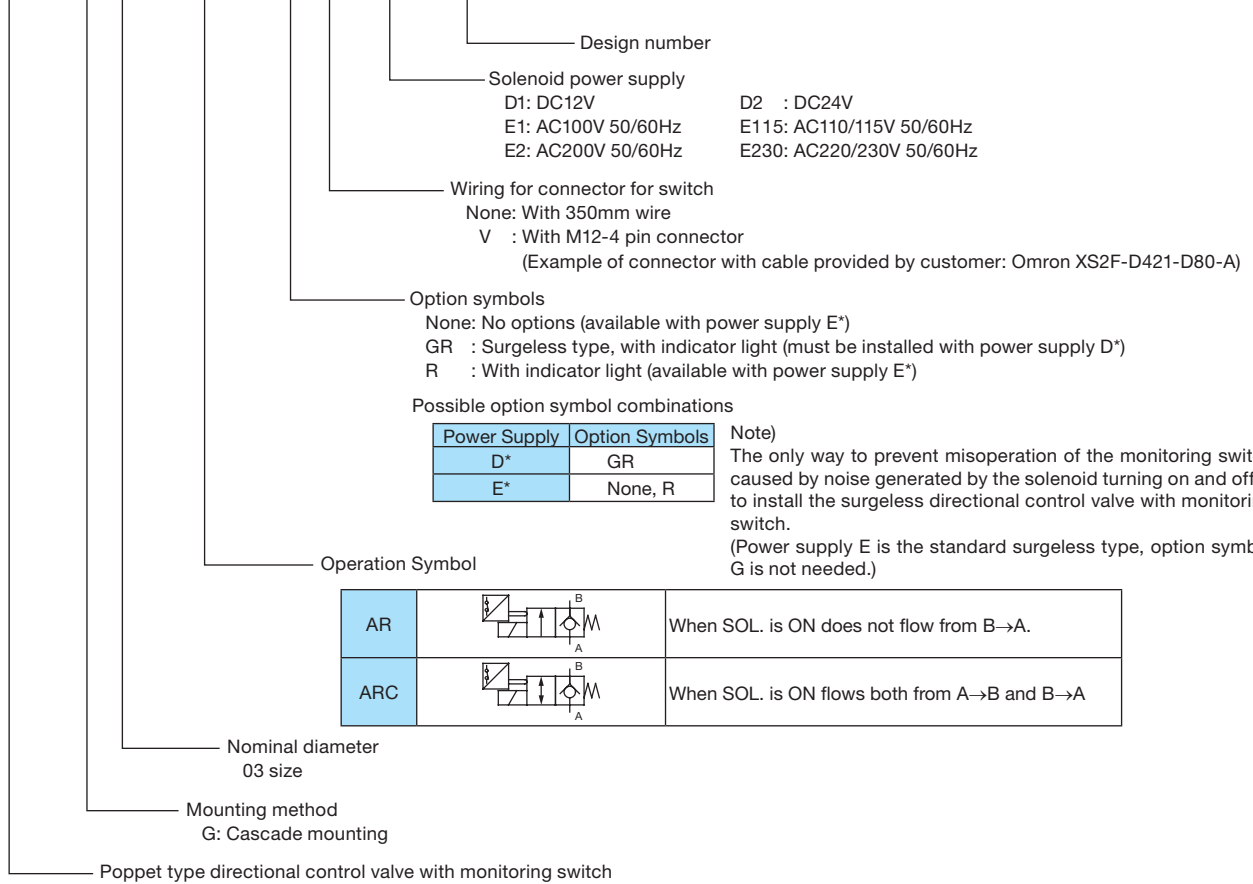 Design number
Solenoid power supply
D1: DC12V D2 : DC24V
E1: AC100V 50/60Hz E115: AC110/115V 50/60Hz
E2: AC200V 50/60Hz E230: AC220/230V 50/60Hz
Wiring for connector for switch
None: With 350mm wire
V : With M12-4 pin connector
(Example of connector with cable provided by customer: Omron XS2F-D421-D80-A)
Option symbols
None: No options (available with power supply E*)
GR : Surgeless type, with indicator light (must be installed with power supply D*)
R : With indicator light (available with power supply E*)
Possible option symbol combinations
Power Supply Option Symbols
D* GR
E* None, R
Note)
The only way to prevent misoperation of the monitoring
caused by noise generated by the solenoid turning on and off
to install the surgeless directional control valve with
switch.
(Power supply E is the standard surgeless type, option
G is not needed.)
Operation Symbol
AR B A When SOL. is ON does not flow from B→A.
ARC B A When SOL. is ON flows both from A→B and B→A
Nominal diameter
03 size
Mounting method
G: Cascade mounting
Poppet type directional control valve with monitoring switch